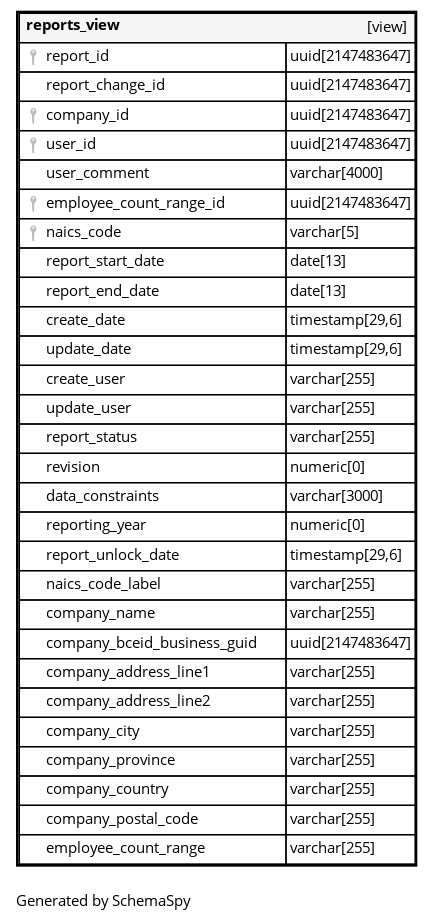 reports_view [view]
report_id uuid[2147483647]
report_change_id uuid[2147483647]
company_id uuid[2147483647]
user_id uuid[2147483647]
user_comment varchar[4000]
employee_count_range_id uuid[2147483647]
naics_code varchar[5]
report_start_date date[13]
report_end_date date[13]
create_date timestamp[29,6]
update_date timestamp[29,6]
create_user varchar[255]
update_user varchar[255]
report_status varchar[255]
revision numeric[0]
data_constraints varchar[3000]
reporting_year numeric[0]
report_unlock_date timestamp[29,6]
naics_code_label varchar[255]
company_name varchar[255]
company_bceid_business_guid uuid[2147483647]
company_address_line1 varchar[255]
company_address_line2 varchar[255]
company_city varchar[255]
company_province varchar[255]
company_country varchar[255]
company_postal_code varchar[255]
employee_count_range varchar[255]
Generated by SchemaSpy